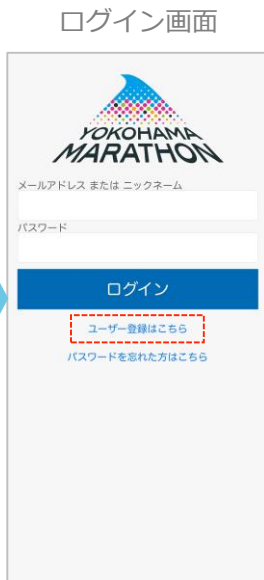 ログイン画面
YOKOHAMA
MARATHON
メールアドレス または ニックネーム
パスワード
ログイン
ユーザー登録はこちら
パスワードを忘れた方はこちら